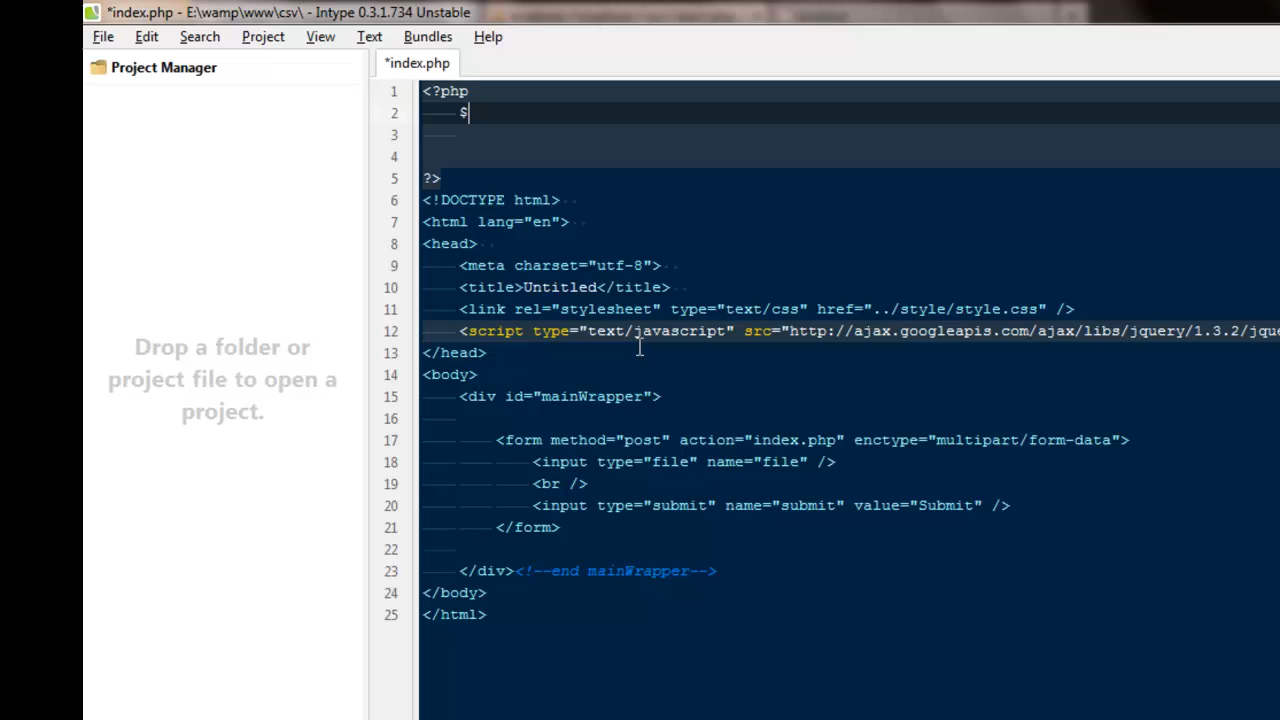 *index.php - E:\wamp\www\csv\ - Intype 0.3.1.734 Unstable
File Edit Search Project View Text Bundles Help
Project Manager
*index.php
Drop a folder or
project file to open a
project.
1 <?php
2 $
3
4
5 ?>
6 <!DOCTYPE html>
7 <html lang="en">
8 <head>
9 <meta charset="utf-8">
10 <title>Untitled</title>
11 <link rel="stylesheet" type="text/css" href="../style/style.css" />
12 <script type="text/javascript" src="http://ajax.googleapis.com/ajax/libs/jquery/1.3.2/jque
13 </head>
14 <body>
15 <div id="mainWrapper">
16
17 <form method="post" action="index.php" enctype="multipart/form-data">
18 <input type="file" name="file" />
19 <br />
20 <input type="submit" name="submit" value="Submit" />
21 </form>
22
23 </div><!--end mainWrapper-->
24 </body>
25 </html>